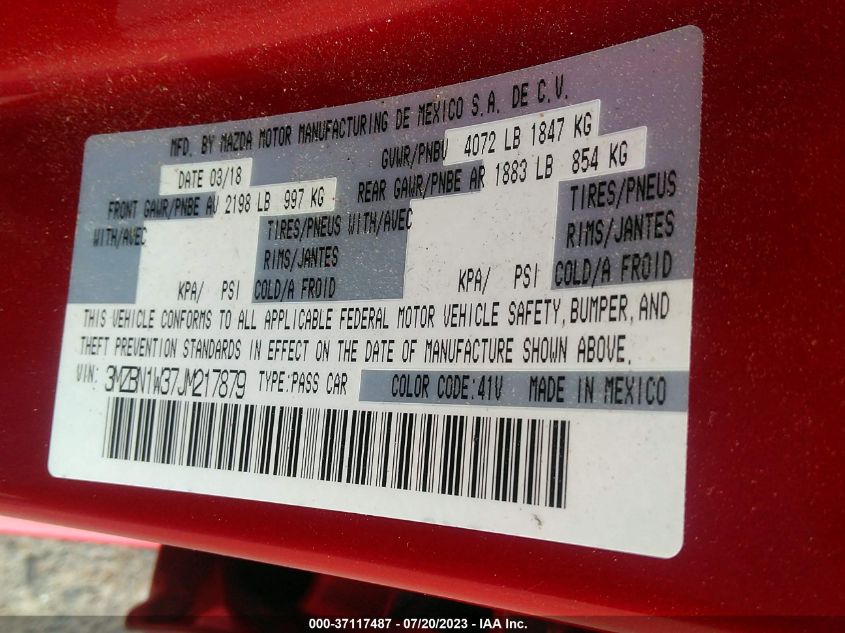 MFD. BY MAZDA MOTOR MANUFACTURING DE MEXICO S.A. DE C.V.
DATE 03/18 GVWR/PNBV 4072 LB 1847 KG
FRONT GAWR/PNBE AV 2198 LB 997 KG REAR GAWR/PNBE AR 1883 LB 854 KG
WITH/AVEC TIRES/PNEUS WITH/AVEC TIRES/PNEUS
RIMS/JANTES RIMS/JANTES
KPA/ PSI COLD/A FROID KPA/ PSI COLD/A FROID
THIS VEHICLE CONFORMS TO ALL APPLICABLE FEDERAL MOTOR VEHICLE SAFETY, BUMPER, AND
THEFT PREVENTION STANDARDS IN EFFECT ON THE DATE OF MANUFACTURE SHOWN ABOVE.
VIN: 3MZBN1W37JM217879 TYPE:PASS CAR COLOR CODE:41V MADE IN MEXICO
000-37117487 - 07/20/2023 - IAA Inc.